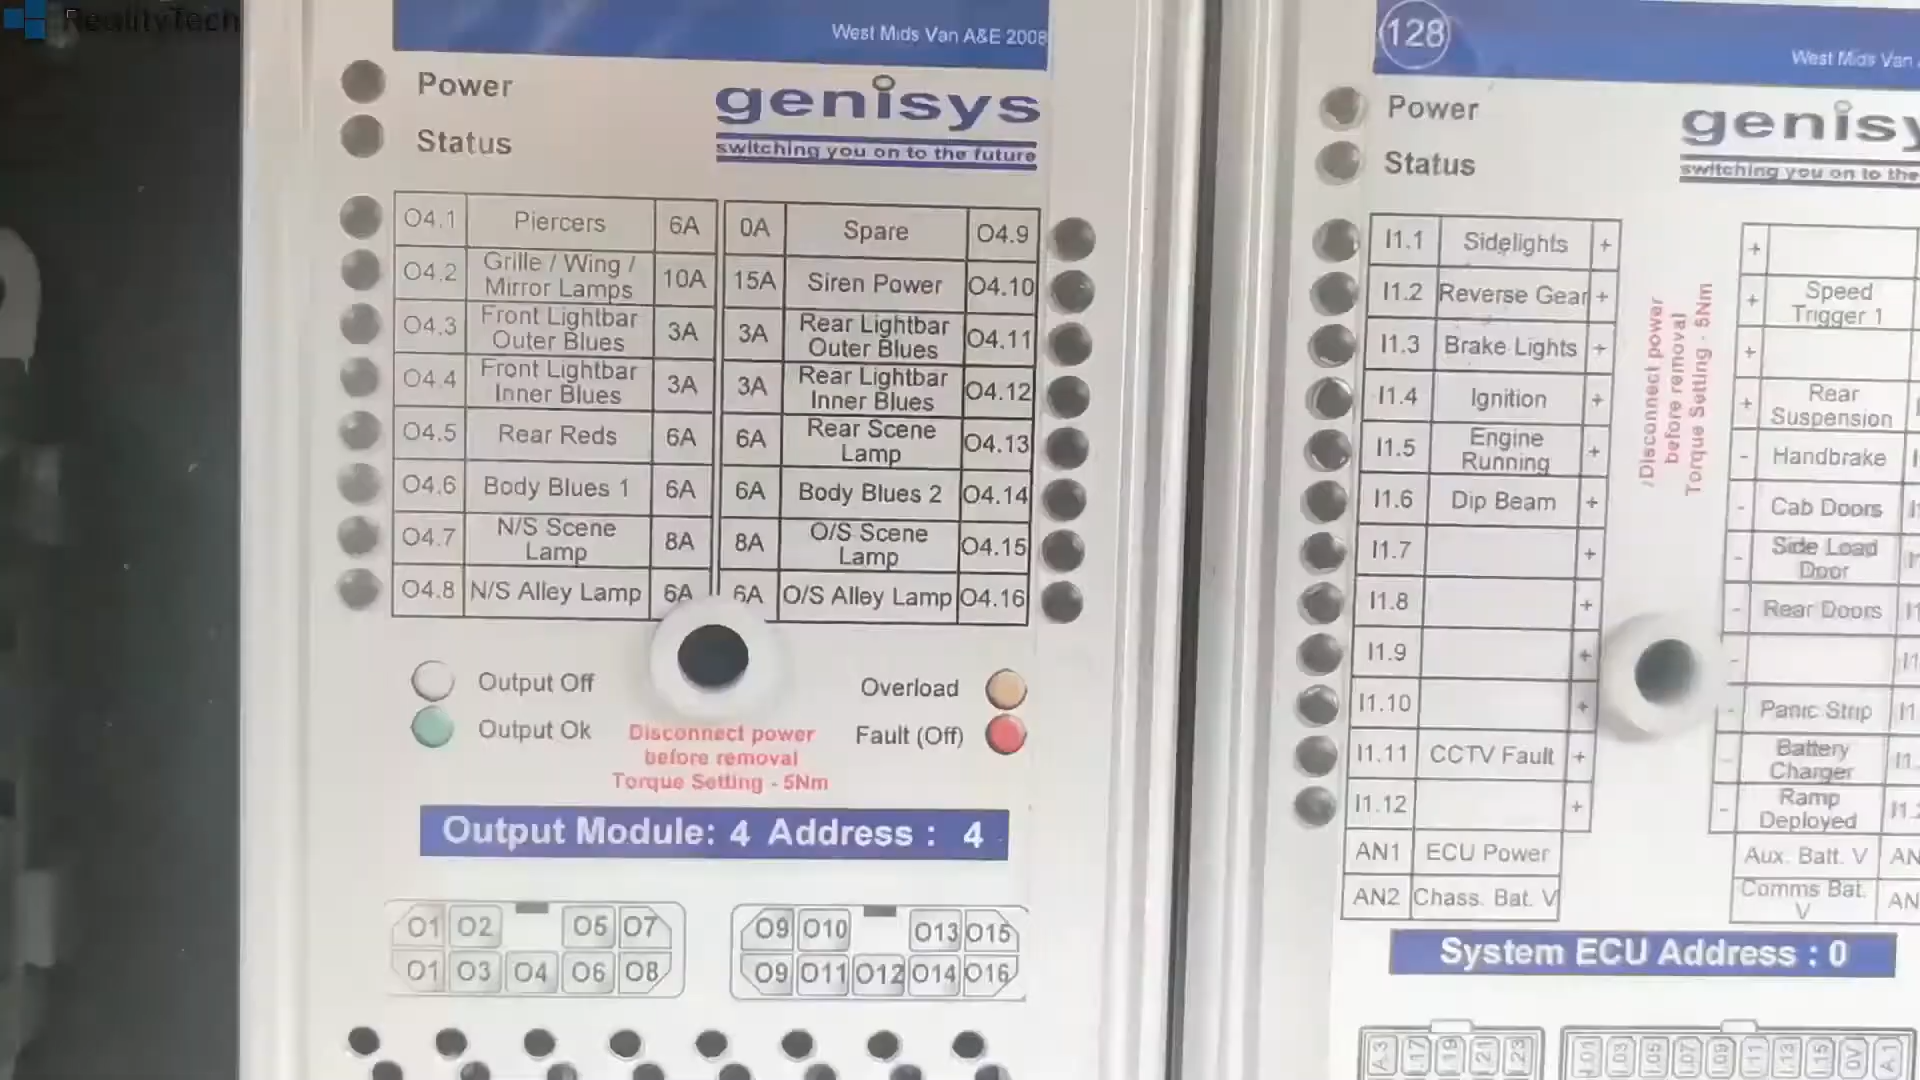 RealityTech
West Mids Van A&E 2008
Power
Status
genisys
switching you on to the future
O4.1 Piercers 6A 0A Spare O4.9
O4.2 Grille / Wing / Mirror Lamps 10A 15A Siren Power O4.10
O4.3 Front Lightbar Outer Blues 3A 3A Rear Lightbar Outer Blues O4.11
O4.4 Front Lightbar Inner Blues 3A 3A Rear Lightbar Inner Blues O4.12
O4.5 Rear Reds 6A 6A Rear Scene Lamp O4.13
O4.6 Body Blues 1 6A 6A Body Blues 2 O4.14
O4.7 N/S Scene Lamp 8A 8A O/S Scene Lamp O4.15
O4.8 N/S Alley Lamp 6A 6A O/S Alley Lamp O4.16
Output Off
Output Ok
Overload
Fault (Off)
Disconnect power
before removal
Torque Setting - 5Nm
Output Module: 4 Address : 4
O1 O2 O5 O7
O1 O3 O4 O6 O8
O9 O10 O13 O15
O9 O11 O12 O14 O16
128
West Mids Van
Power
Status
switching you on to the
I1.1 Sidelights +
I1.2 Reverse Gear +
I1.3 Brake Lights +
I1.4 Ignition +
I1.5 Engine Running +
I1.6 Dip Beam +
I1.7 +
I1.8 +
I1.9 +
I1.10 +
I1.11 CCTV Fault +
I1.12 +
AN1 ECU Power
AN2 Chass. Bat. V
Disconnect power
before removal
Torque Setting - 5Nm
+
+ Speed Trigger 1
+
+ Rear Suspension
- Handbrake
- Cab Doors
- Side Load Door
- Rear Doors
-
- Panic Strip
- Battery Charger
- Ramp Deployed
Aux. Batt. V
Comms Bat. V
System ECU Address : 0